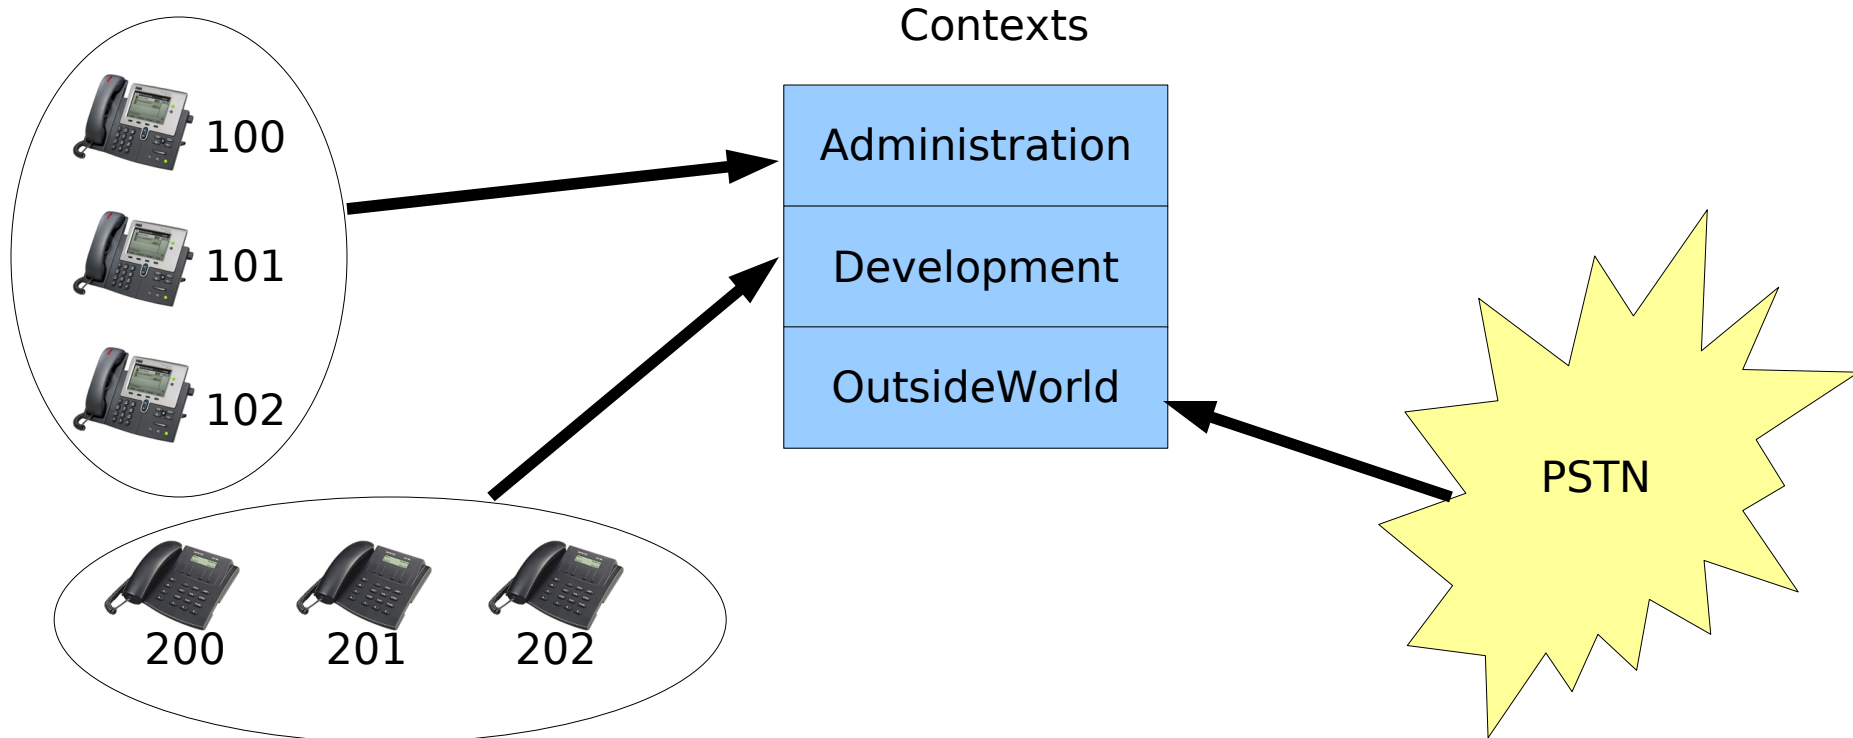 Contexts
100
101
102
Administration
Development
OutsideWorld
PSTN
200 201 202